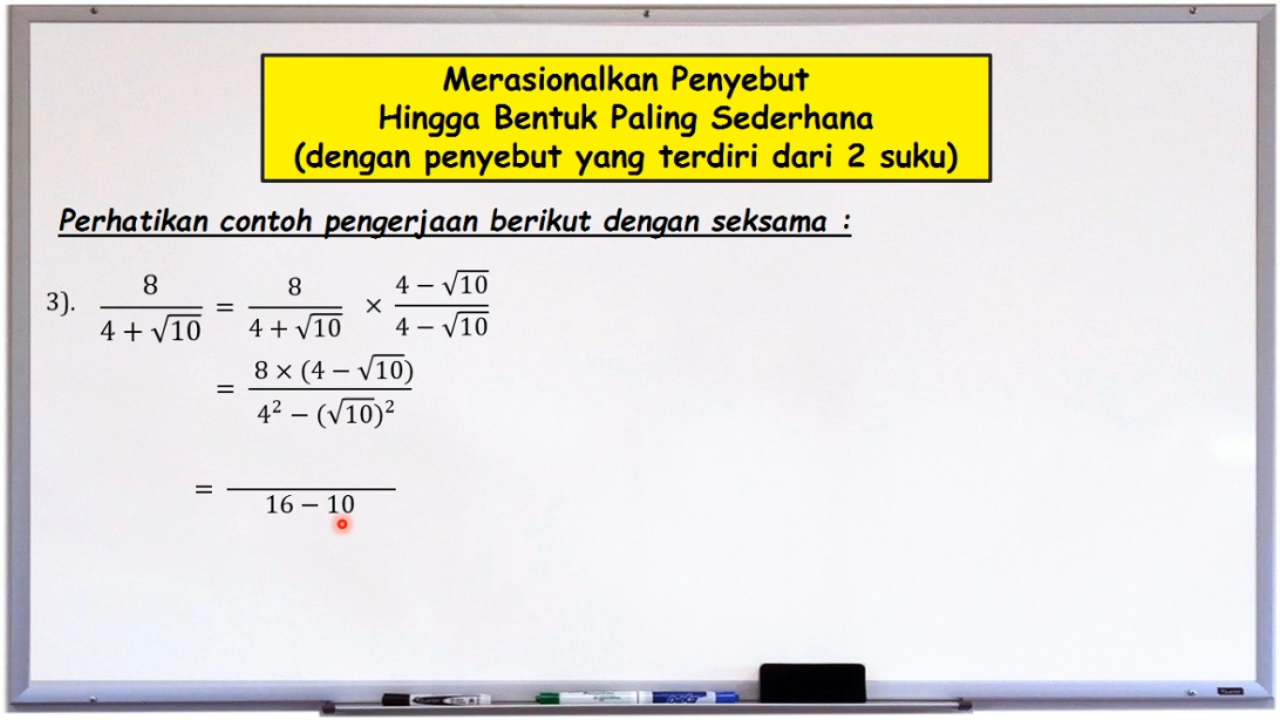 Merasionalkan Penyebut
Hingga Bentuk Paling Sederhana
(dengan penyebut yang terdiri dari 2 suku)
Perhatikan contoh pengerjaan berikut dengan seksama :
3). 8/(4 + √10) = 8/(4 + √10) × (4 − √10)/(4 − √10)
= (8 × (4 − √10))/(4² − (√10)²)
= /(16 − 10)